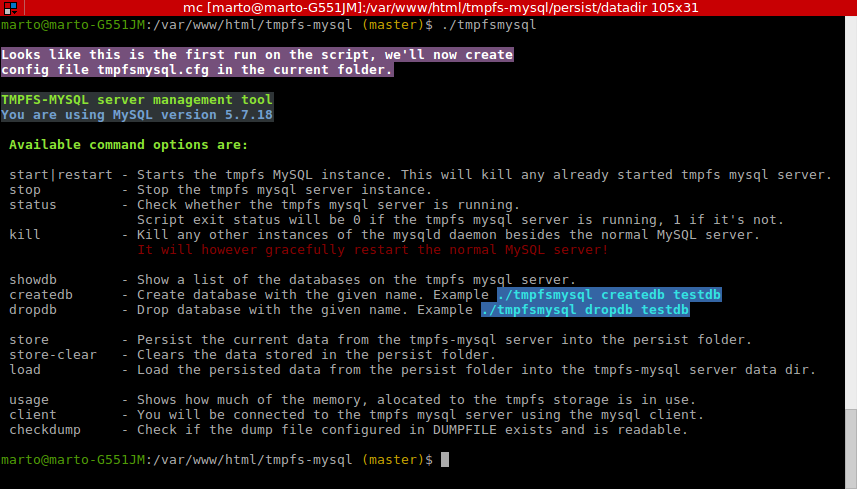 mc [marto@marto-G551JM]:/var/www/html/tmpfs-mysql/persist/datadir 105x31
marto@marto-G551JM:/var/www/html/tmpfs-mysql (master)$ ./tmpfsmysql
Looks like this is the first run on the script, we'll now create
config file tmpfsmysql.cfg in the current folder.
TMPFS-MYSQL server management tool
You are using MySQL version 5.7.18
Available command options are:
start|restart - Starts the tmpfs MySQL instance. This will kill any already started tmpfs mysql server.
stop - Stop the tmpfs mysql server instance.
status - Check whether the tmpfs mysql server is running.
Script exit status will be 0 if the tmpfs mysql server is running, 1 if it's not.
kill - Kill any other instances of the mysqld daemon besides the normal MySQL server.
It will however gracefully restart the normal MySQL server!
showdb - Show a list of the databases on the tmpfs mysql server.
createdb - Create database with the given name. Example ./tmpfsmysql createdb testdb
dropdb - Drop database with the given name. Example ./tmpfsmysql dropdb testdb
store - Persist the current data from the tmpfs-mysql server into the persist folder.
store-clear - Clears the data stored in the persist folder.
load - Load the persisted data from the persist folder into the tmpfs-mysql server data dir.
usage - Shows how much of the memory, alocated to the tmpfs storage is in use.
client - You will be connected to the tmpfs mysql server using the mysql client.
checkdump - Check if the dump file configured in DUMPFILE exists and is readable.
marto@marto-G551JM:/var/www/html/tmpfs-mysql (master)$